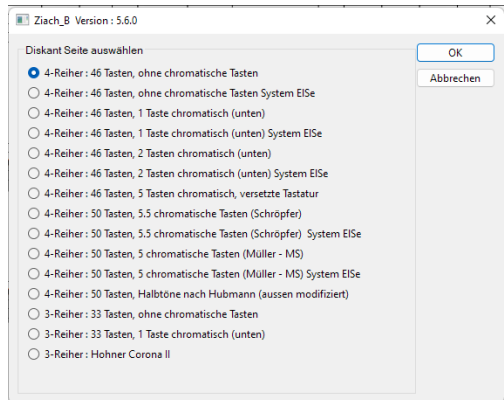 Ziach_B Version : 5.6.0
Diskant Seite auswählen
OK
Abbrechen
4-Reiher : 46 Tasten, ohne chromatische Tasten
4-Reiher : 46 Tasten, ohne chromatische Tasten System ElSe
4-Reiher : 46 Tasten, 1 Taste chromatisch (unten)
4-Reiher : 46 Tasten, 1 Taste chromatisch (unten) System ElSe
4-Reiher : 46 Tasten, 2 Tasten chromatisch (unten)
4-Reiher : 46 Tasten, 2 Tasten chromatisch (unten) System ElSe
4-Reiher : 46 Tasten, 5 Tasten chromatisch, versetzte Tastatur
4-Reiher : 50 Tasten, 5.5 chromatische Tasten (Schröpfer)
4-Reiher : 50 Tasten, 5.5 chromatische Tasten (Schröpfer) System ElSe
4-Reiher : 50 Tasten, 5 chromatische Tasten (Müller - MS)
4-Reiher : 50 Tasten, 5 chromatische Tasten (Müller - MS) System ElSe
4-Reiher : 50 Tasten, Halbtöne nach Hubmann (aussen modifiziert)
3-Reiher : 33 Tasten, ohne chromatische Tasten
3-Reiher : 33 Tasten, 1 Taste chromatisch (unten)
3-Reiher : Hohner Corona II